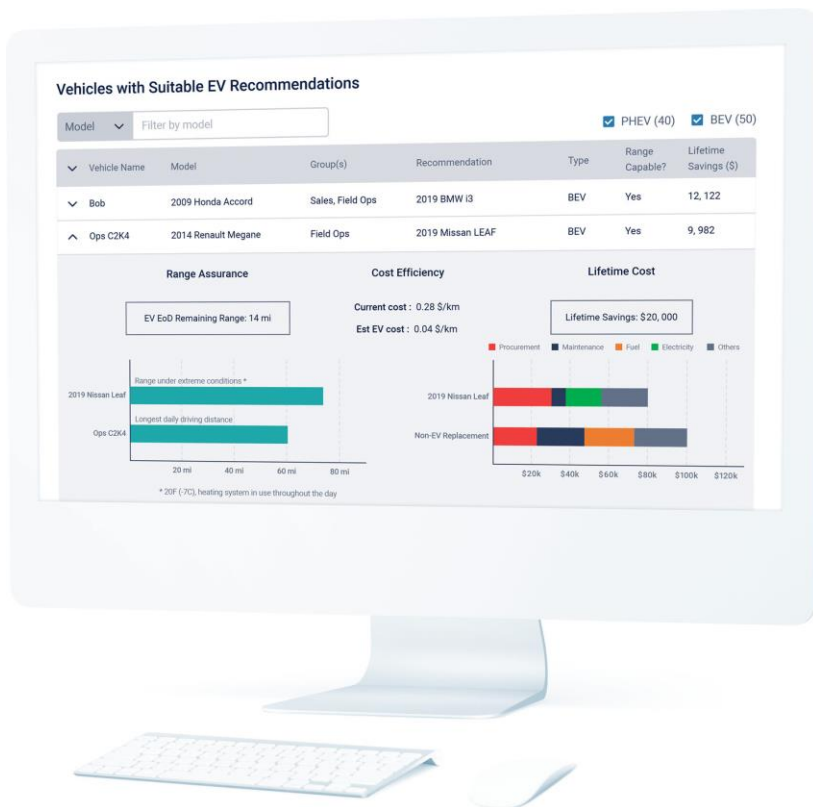 Vehicles with Suitable EV Recommendations
Model Filter by model PHEV (40) BEV (50)
Vehicle Name Model Group(s) Recommendation Type Range Capable? Lifetime Savings ($)
Bob 2009 Honda Accord Sales, Field Ops 2019 BMW i3 BEV Yes 12, 122
Ops C2K4 2014 Renault Megane Field Ops 2019 Missan LEAF BEV Yes 9, 982
Range Assurance Cost Efficiency Lifetime Cost
EV EoD Remaining Range: 14 mi
Current cost : 0.28 $/km
Est EV cost : 0.04 $/km
Lifetime Savings: $20, 000
Procurement Maintenance Fuel Electricity Others
Range under extreme conditions *
2019 Nissan Leaf
Longest daily driving distance
Ops C2K4
20 mi 40 mi 60 mi 80 mi
* 20F (-7C), heating system in use throughout the day
2019 Nissan Leaf
Non-EV Replacement
$20k $40k $60k $80k $100k $120k